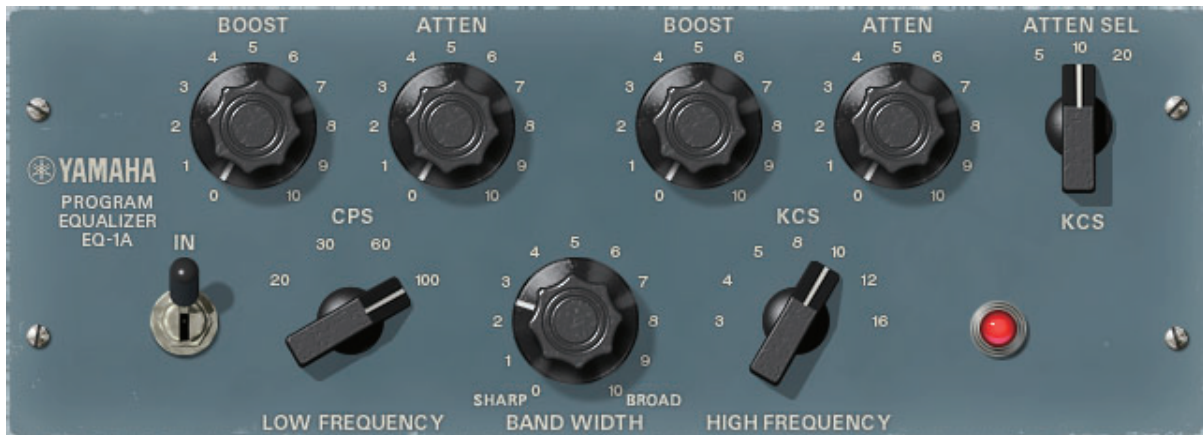 BOOST ATTEN BOOST ATTEN ATTEN SEL
0 1 2 3 4 5 6 7 8 9 10
0 1 2 3 4 5 6 7 8 9 10
0 1 2 3 4 5 6 7 8 9 10
0 1 2 3 4 5 6 7 8 9 10
5 10 20
KCS
YAMAHA
PROGRAM
EQUALIZER
EQ-1A
IN
CPS
20 30 60 100
LOW FREQUENCY
0 1 2 3 4 5 6 7 8 9 10
SHARP BROAD
BAND WIDTH
KCS
3 4 5 8 10 12 16
HIGH FREQUENCY